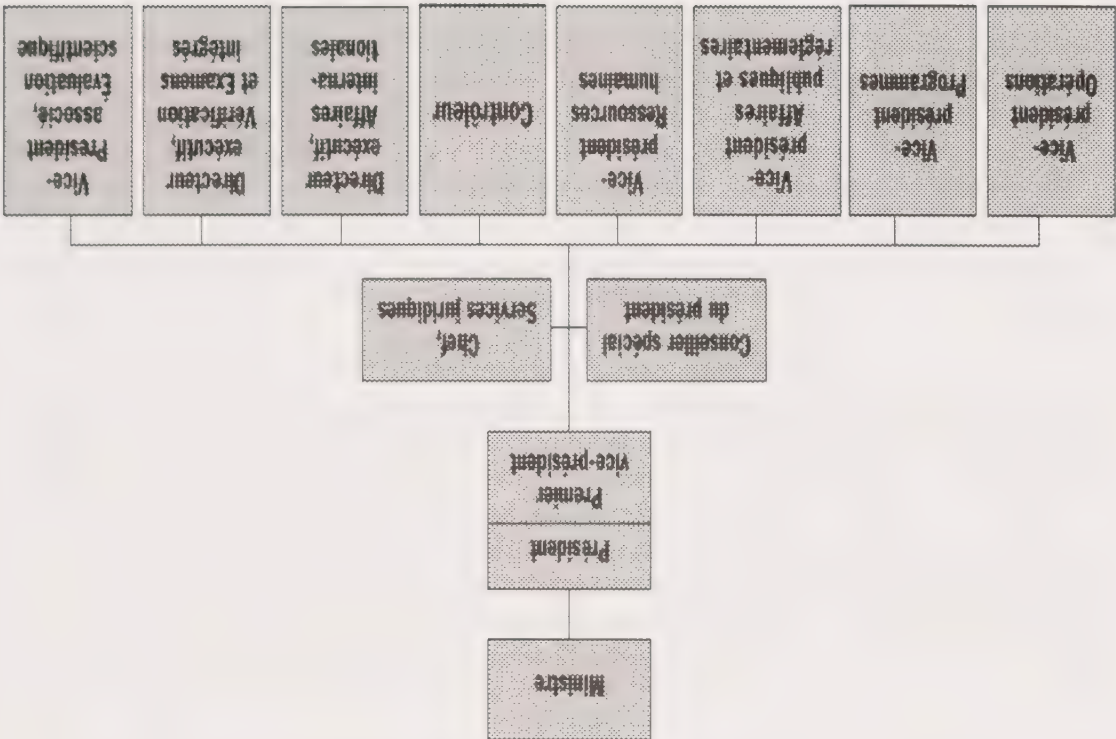 Ministre
Président
Premier
vice-président
Conseiller spécial
du président
Chef,
Services juridiques
Vice-
président
Opérations
Vice-
président
Programmes
Vice-
président
Affaires
publiques et
réglementaires
Vice-
président
Ressources
humaines
Contrôleur
Directeur
exécutif,
Affaires
interna-
tionales
Directeur
exécutif,
Vérification
et Examens
intégrés
Vice-
Président
associé,
Évaluation
scientifique